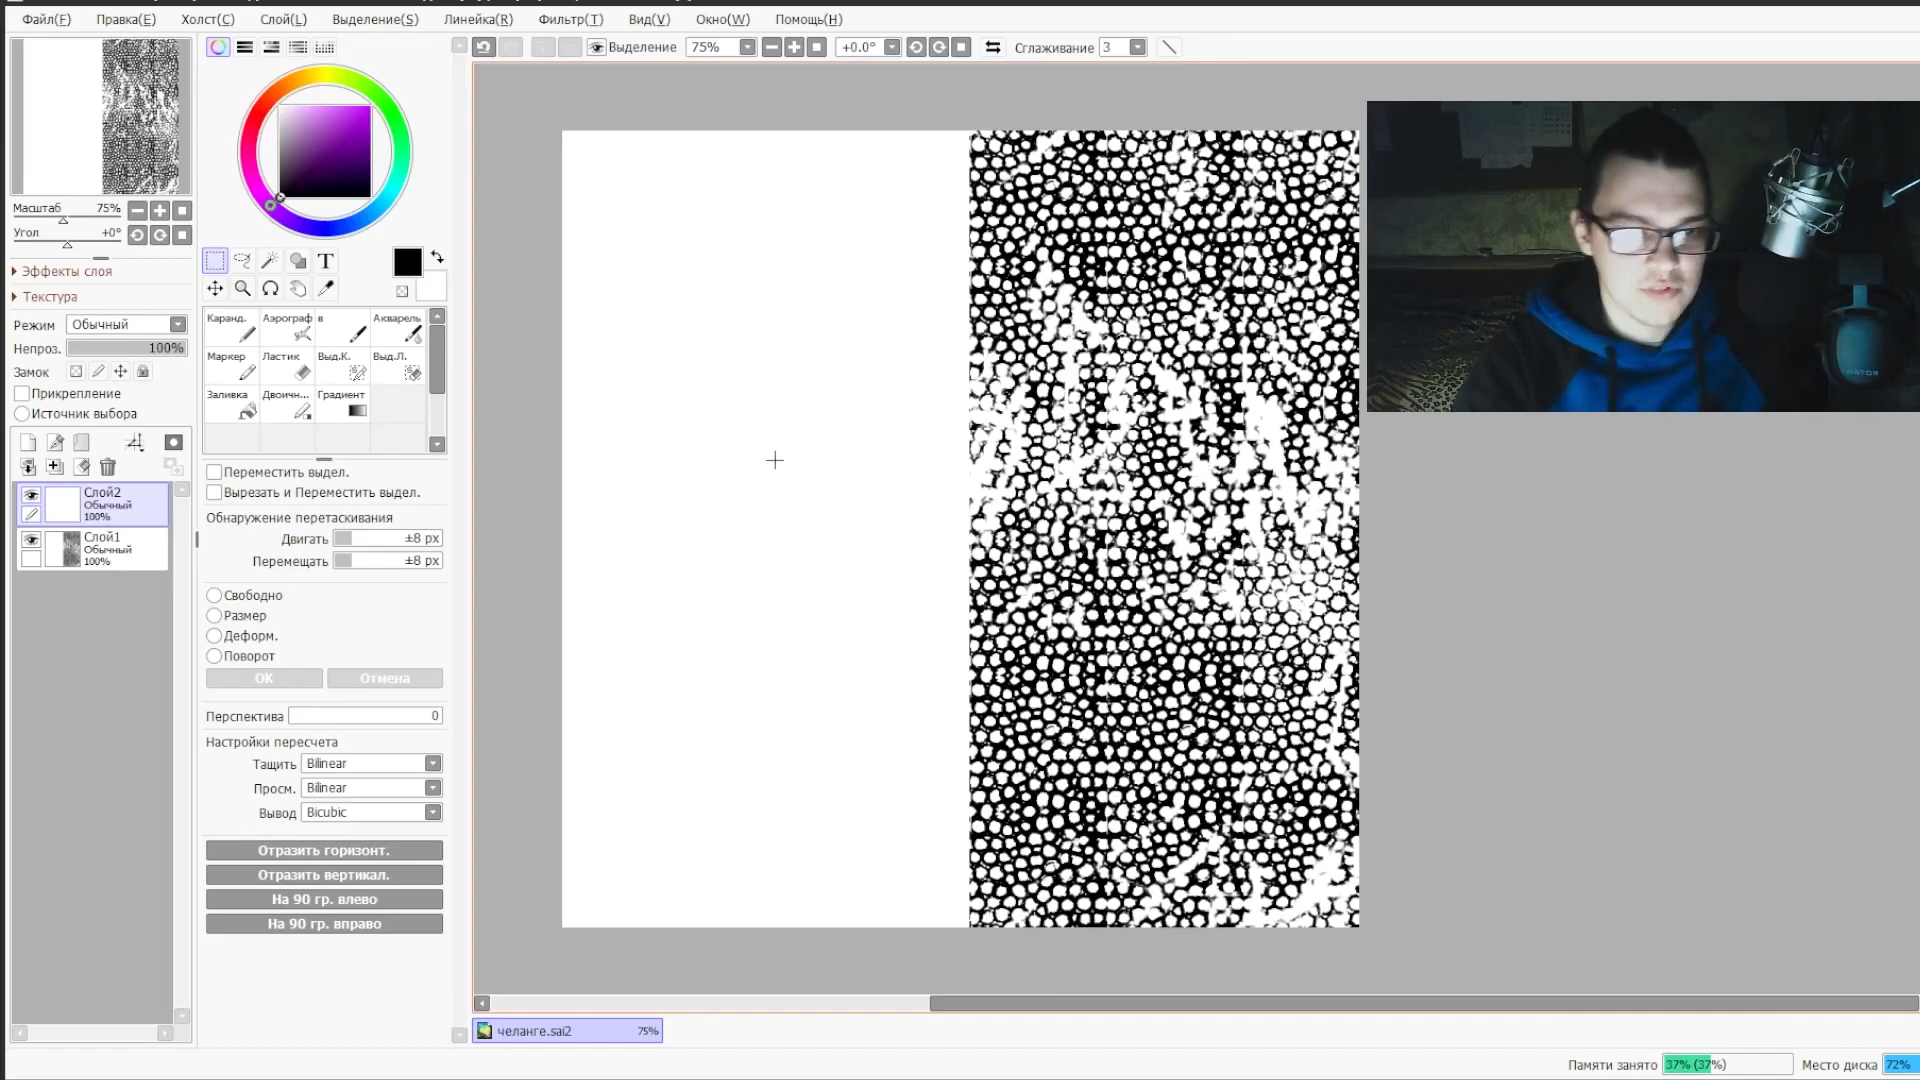 Файл(F) Правка(E) Холст(C) Слой(L) Выделение(S) Линейка(R) Фильтр(T) Вид(V) Окно(W) Помощь(H)
Выделение 75% +0.0° Сглаживание 3
Масштаб 75%
Угол +0°
Эффекты слоя
Текстура
Режим Обычный
Непроз. 100%
Замок
Прикрепление
Источник выбора
Слой2
Обычный
100%
Слой1
Обычный
100%
T
Каранд. Аэрограф в Акварель
Маркер Ластик Выд.К. Выд.Л.
Заливка Двоичн... Градиент
Переместить выдел.
Вырезать и Переместить выдел.
Обнаружение перетаскивания
Двигать ±8 px
Перемещать ±8 px
Свободно
Размер
Деформ.
Поворот
OK Отмена
Перспектива 0
Настройки пересчета
Тащить Bilinear
Просм. Bilinear
Вывод Bicubic
Отразить горизонт.
Отразить вертикал.
На 90 гр. влево
На 90 гр. вправо
HATOR
челанге.sai2 75%
Памяти занято 37% (37%) Место диска 72%